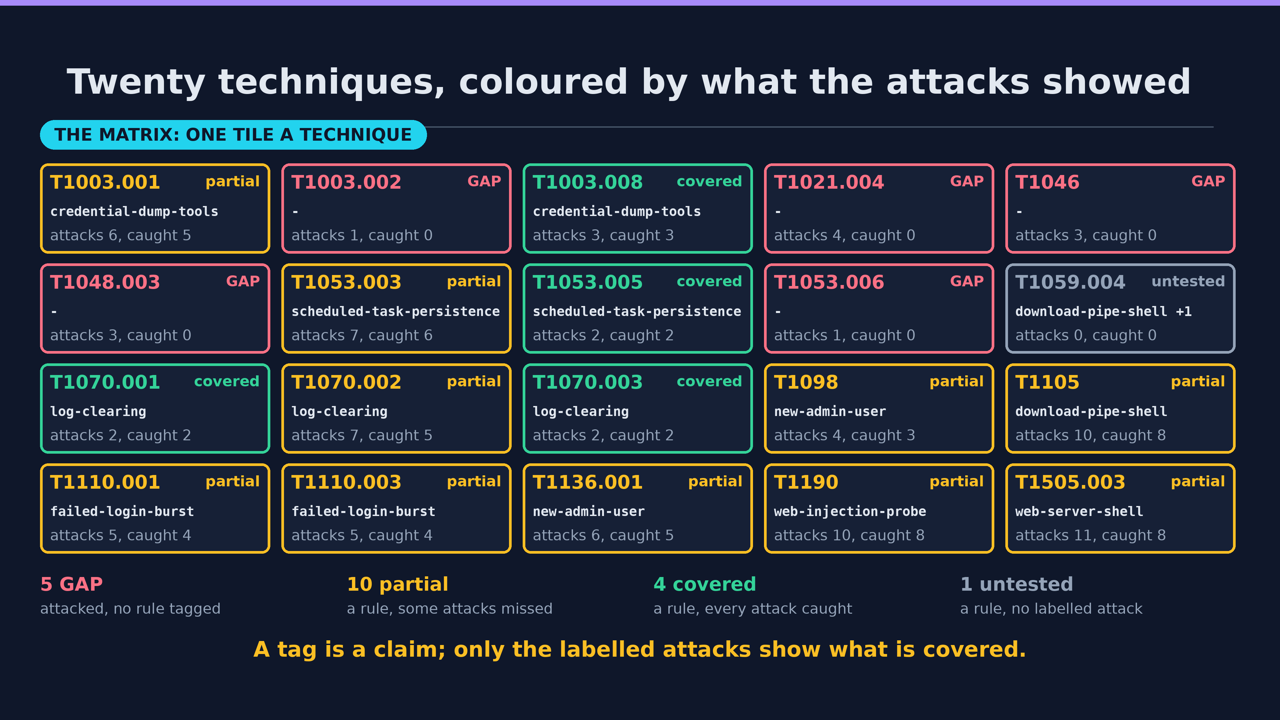 Twenty techniques, coloured by what the attacks showed
THE MATRIX: ONE TILE A TECHNIQUE
T1003.001 partial
credential-dump-tools
attacks 6, caught 5
T1003.002 GAP
-
attacks 1, caught 0
T1003.008 covered
credential-dump-tools
attacks 3, caught 3
T1021.004 GAP
-
attacks 4, caught 0
T1046 GAP
-
attacks 3, caught 0
T1048.003 GAP
-
attacks 3, caught 0
T1053.003 partial
scheduled-task-persistence
attacks 7, caught 6
T1053.005 covered
scheduled-task-persistence
attacks 2, caught 2
T1053.006 GAP
-
attacks 1, caught 0
T1059.004 untested
download-pipe-shell +1
attacks 0, caught 0
T1070.001 covered
log-clearing
attacks 2, caught 2
T1070.002 partial
log-clearing
attacks 7, caught 5
T1070.003 covered
log-clearing
attacks 2, caught 2
T1098 partial
new-admin-user
attacks 4, caught 3
T1105 partial
download-pipe-shell
attacks 10, caught 8
T1110.001 partial
failed-login-burst
attacks 5, caught 4
T1110.003 partial
failed-login-burst
attacks 5, caught 4
T1136.001 partial
new-admin-user
attacks 6, caught 5
T1190 partial
web-injection-probe
attacks 10, caught 8
T1505.003 partial
web-server-shell
attacks 11, caught 8
5 GAP
attacked, no rule tagged
10 partial
a rule, some attacks missed
4 covered
a rule, every attack caught
1 untested
a rule, no labelled attack
A tag is a claim; only the labelled attacks show what is covered.